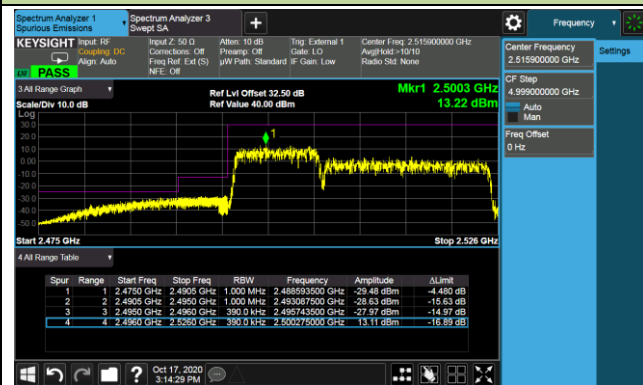 Spectrum Analyzer 1
Spurious Emissions
Spectrum Analyzer 3
Swept SA
Frequency
KEYSIGHT
Input: RF
Coupling: DC
Align: Auto
Input Z: 50 Ω
Corrections: Off
Freq Ref: Ext (S)
NFE: Off
Atten: 10 dB
Preamp: Off
µW Path: Standard
Trig: External 1
Gate: LO
IF Gain: Low
Center Freq: 2.515900000 GHz
Avg|Hold:>10/10
Radio Std: None
PASS
Center Frequency
2.515900000 GHz
Settings
CF Step
4.999000000 GHz
Auto
Man
Freq Offset
0 Hz
3 All Range Graph
Scale/Div 10.0 dB
Ref Lvl Offset 32.50 dB
Ref Value 40.00 dBm
Mkr1 2.5003 GHz
13.22 dBm
Log
30.0
20.0
10.0
0.00
-10.0
-20.0
-30.0
-40.0
-50.0
1
Start 2.475 GHz
Stop 2.526 GHz
4 All Range Table
Spur Range Start Freq Stop Freq RBW Frequency Amplitude ΔLimit
1 1 2.4750 GHz 2.4905 GHz 1.000 MHz 2.488593500 GHz -29.48 dBm -4.480 dB
2 2 2.4905 GHz 2.4950 GHz 1.000 MHz 2.493087500 GHz -28.63 dBm -15.63 dB
3 3 2.4950 GHz 2.4960 GHz 390.0 kHz 2.495743500 GHz -27.97 dBm -14.97 dB
4 4 2.4960 GHz 2.5260 GHz 390.0 kHz 2.500275000 GHz 13.11 dBm -16.89 dB
Oct 17, 2020
3:14:29 PM